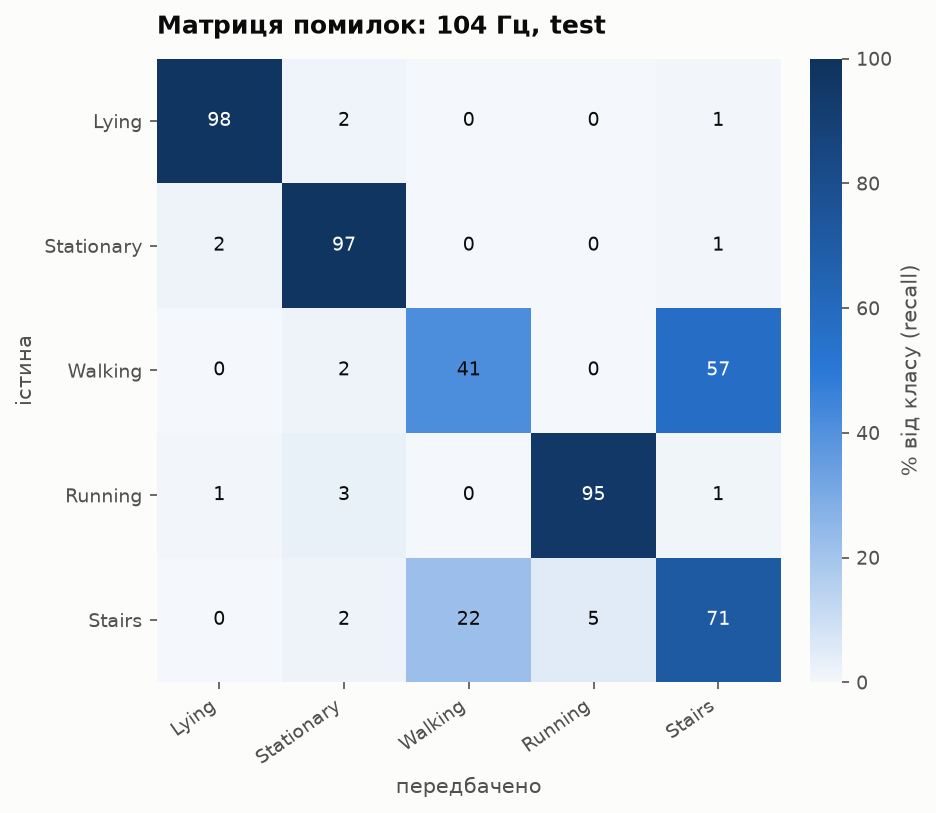 Матриця помилок: 104 Гц, test
Lying 98 2 0 0 1
Stationary 2 97 0 0 1
Walking 0 2 41 0 57
Running 1 3 0 95 1
Stairs 0 2 22 5 71
Lying Stationary Walking Running Stairs
передбачено
істина
100
80
60
40
20
0
% від класу (recall)